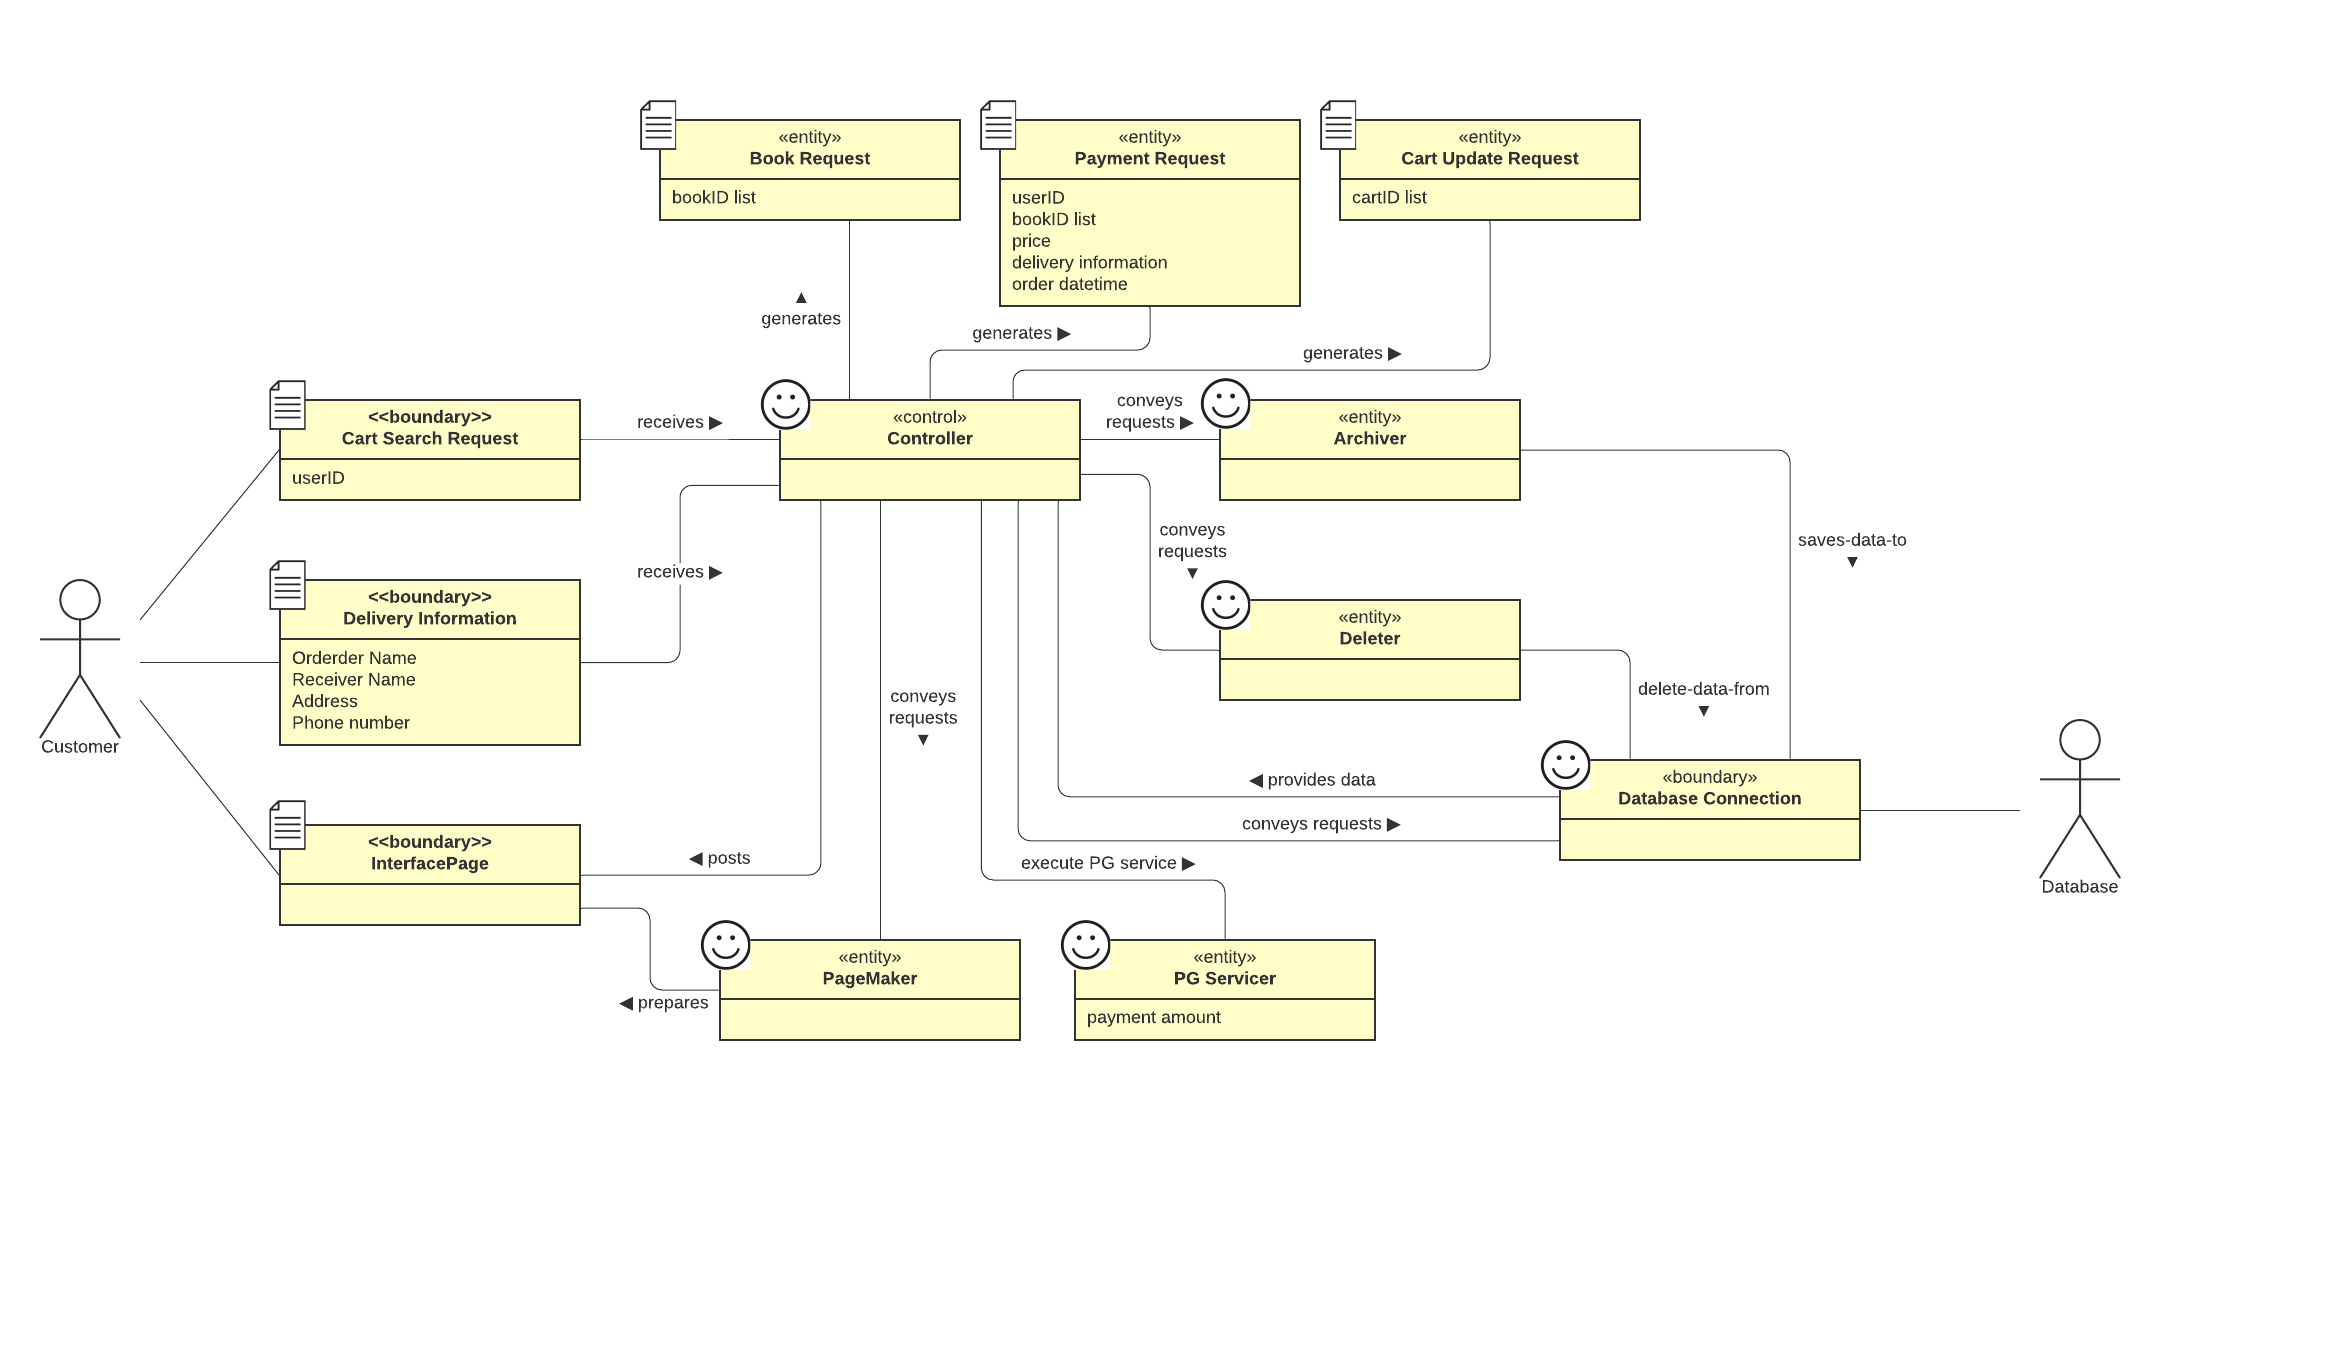 «entity»
Book Request
bookID list
«entity»
Payment Request
userID
bookID list
price
delivery information
order datetime
«entity»
Cart Update Request
cartID list
▲
generates
generates ▶
generates ▶
<<boundary>>
Cart Search Request
userID
receives ▶
«control»
Controller
conveys
requests ▶
«entity»
Archiver
saves-data-to
▼
<<boundary>>
Delivery Information
Orderder Name
Receiver Name
Address
Phone number
receives ▶
conveys
requests
▼
«entity»
Deleter
delete-data-from
▼
Customer
conveys
requests
▼
◀ provides data
conveys requests ▶
«boundary»
Database Connection
Database
<<boundary>>
InterfacePage
◀ posts
execute PG service ▶
◀ prepares
«entity»
PageMaker
«entity»
PG Servicer
payment amount